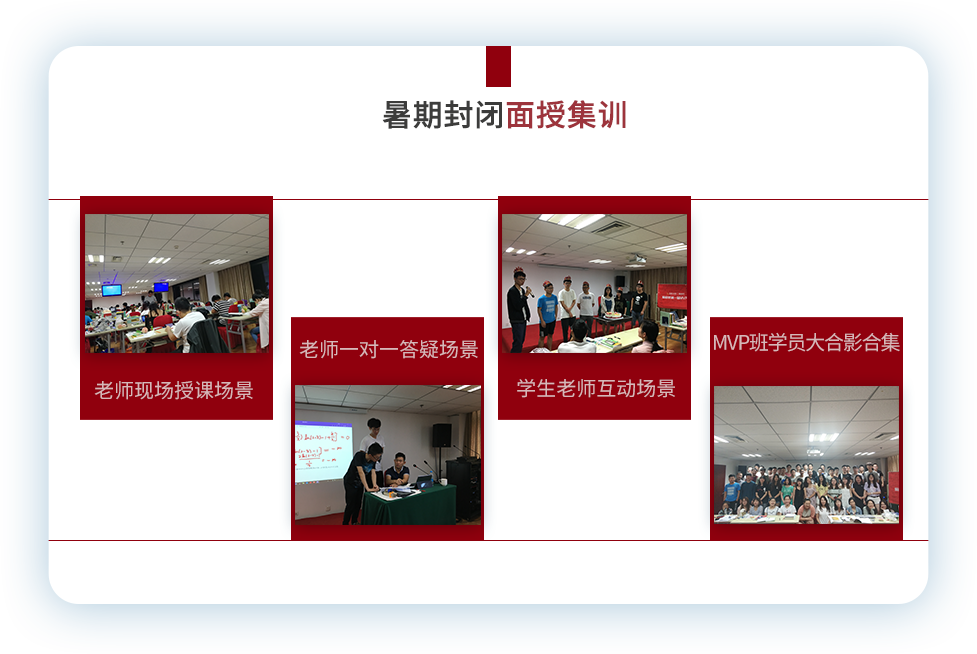 暑期封闭面授集训
老师现场授课场景
老师一对一答疑场景
学生老师互动场景
MVP班学员大合影合集